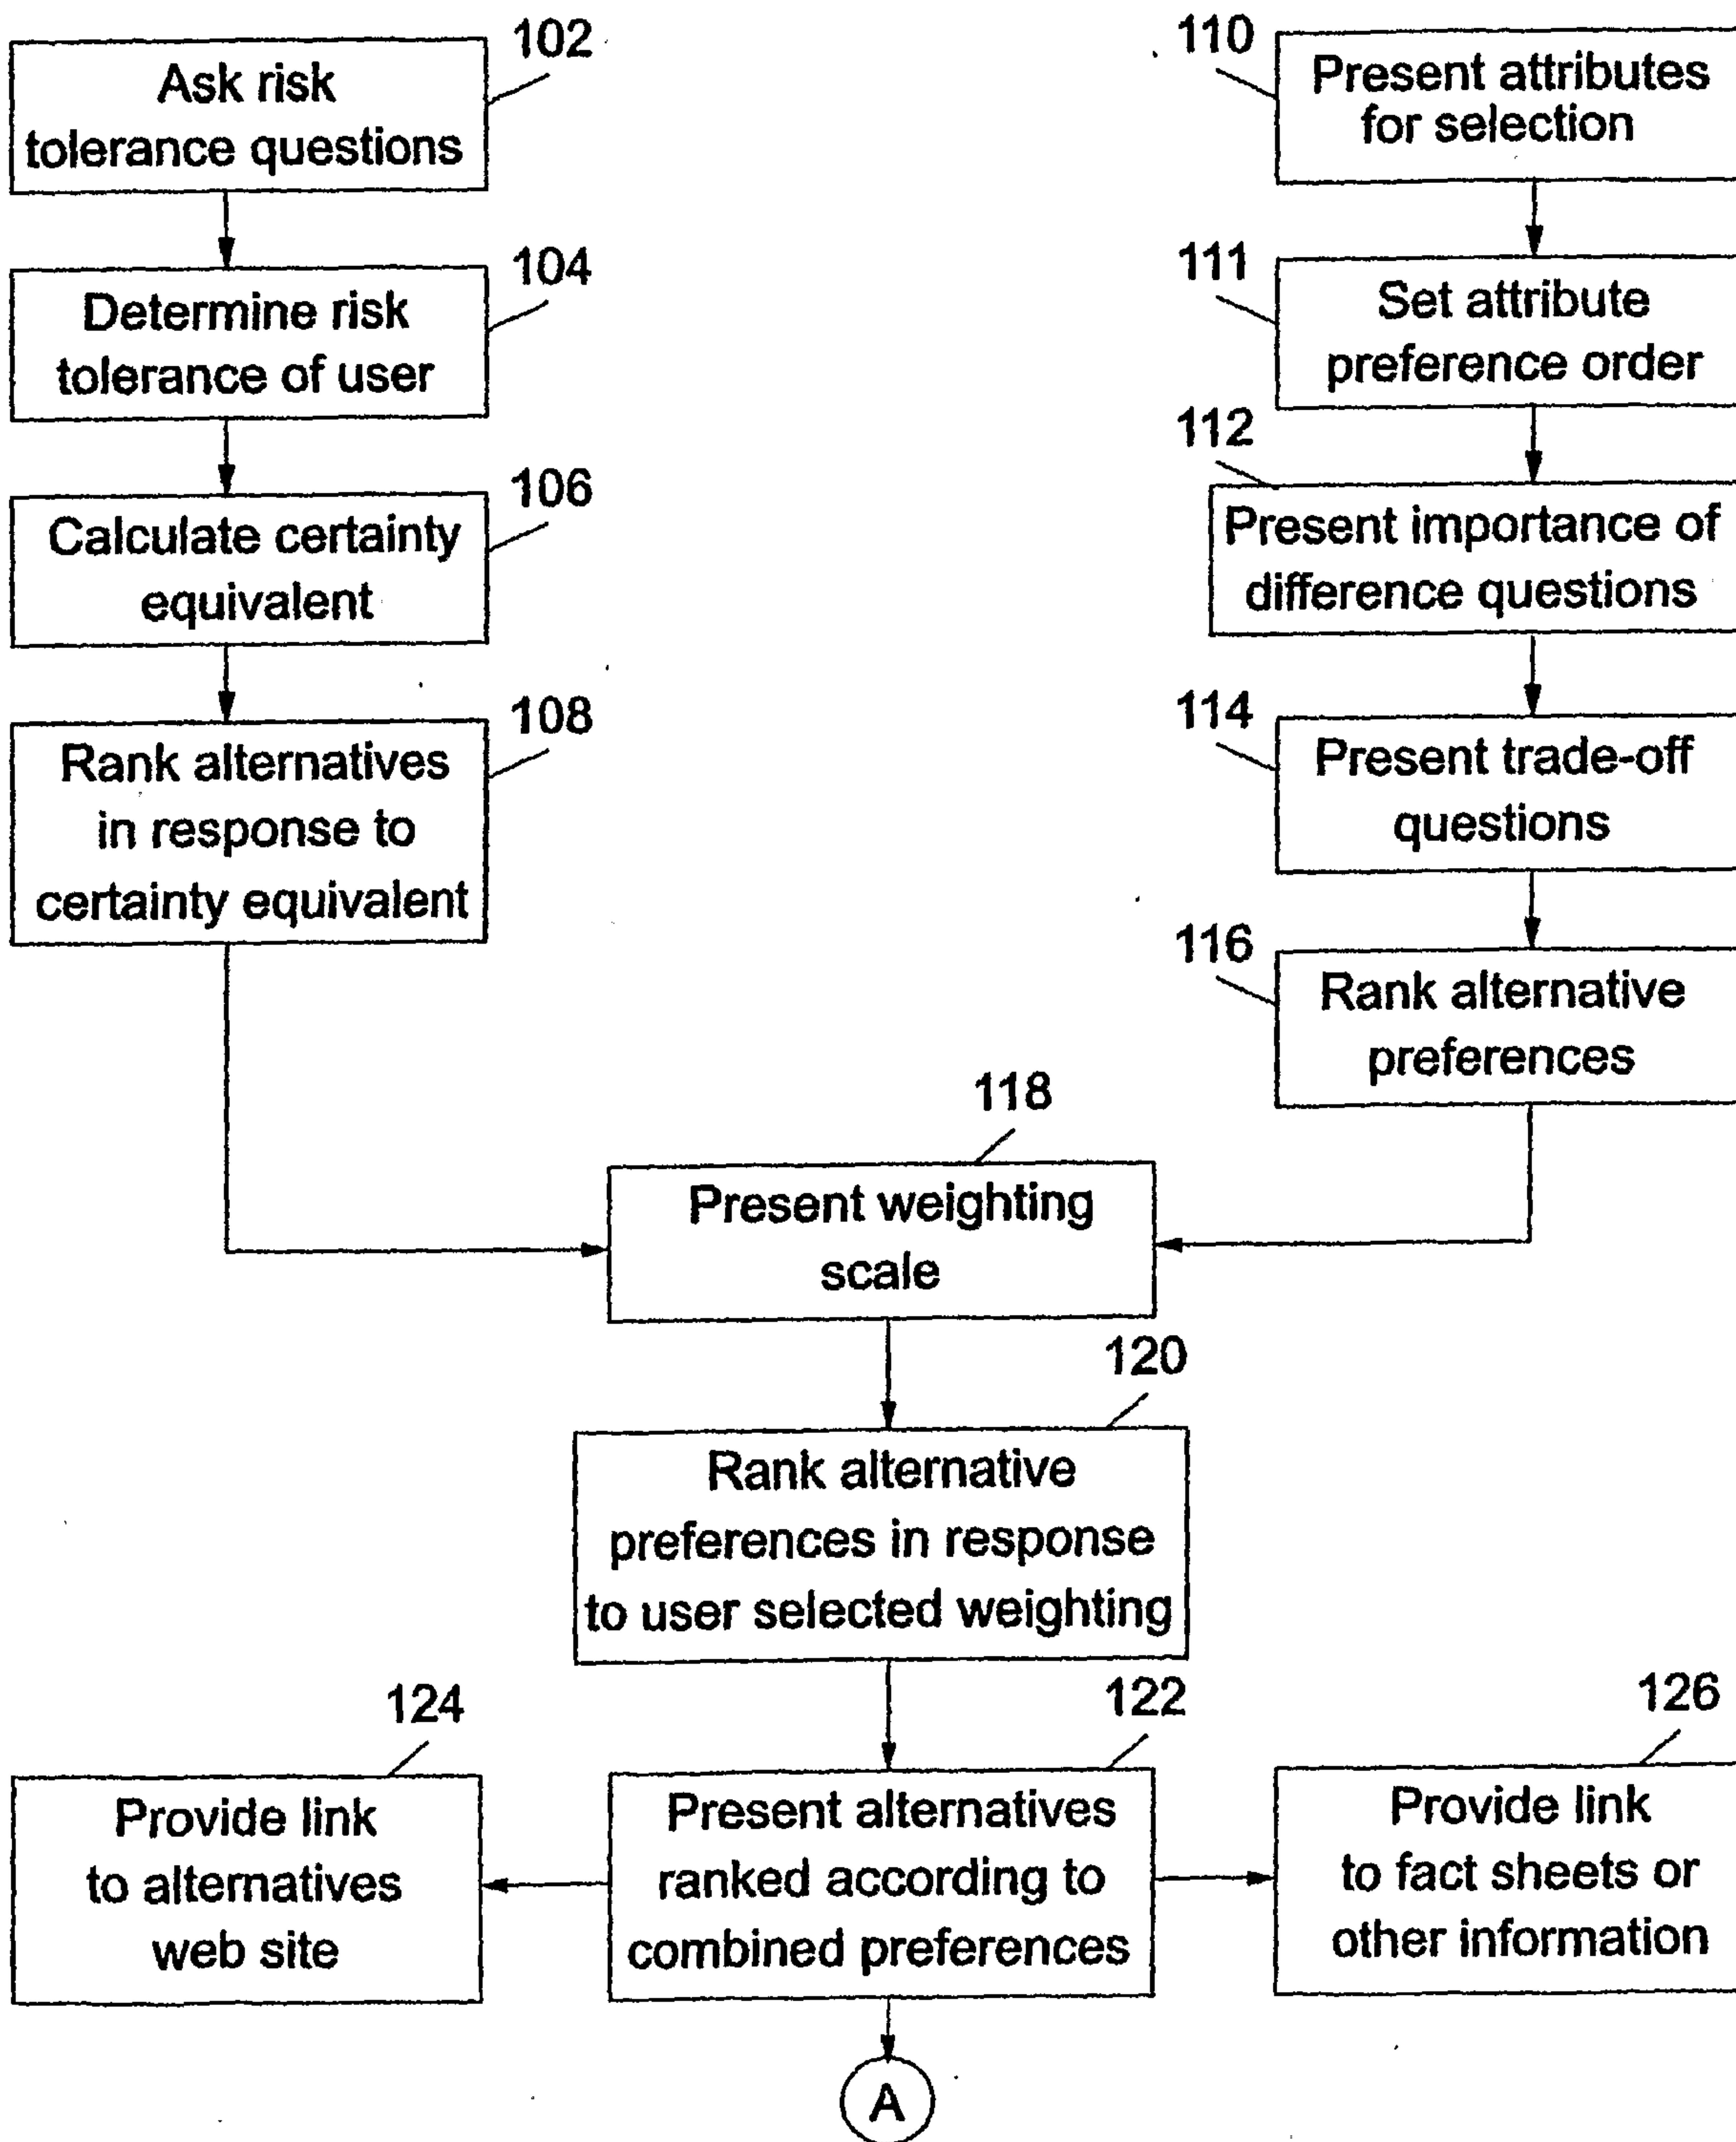 102
Ask risk
tolerance questions
104
Determine risk
tolerance of user
106
Calculate certainty
equivalent
108
Rank alternatives
in response to
certainty equivalent
110
Present attributes
for selection
111
Set attribute
preference order
112
Present importance of
difference questions
114
Present trade-off
questions
116
Rank alternative
preferences
118
Present weighting
scale
120
Rank alternative
preferences in response
to user selected weighting
122
Present alternatives
ranked according to
combined preferences
124
Provide link
to alternatives
web site
126
Provide link
to fact sheets or
other information
A